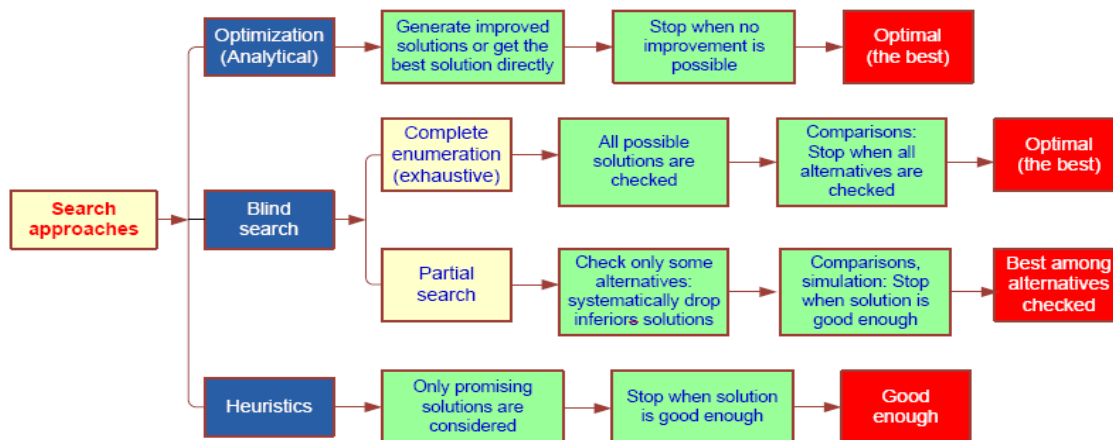 Optimization
(Analytical)
Generate improved
solutions or get the
best solution directly
Stop when no
improvement is
possible
Optimal
(the best)
Complete
enumeration
(exhaustive)
All possible
solutions are
checked
Comparisons:
Stop when all
alternatives are
checked
Optimal
(the best)
Search
approaches
Blind
search
Partial
search
Check only some
alternatives:
systematically drop
inferiors solutions
Comparisons,
simulation: Stop
when solution is
good enough
Best among
alternatives
checked
Heuristics
Only promising
solutions are
considered
Stop when solution
is good enough
Good
enough